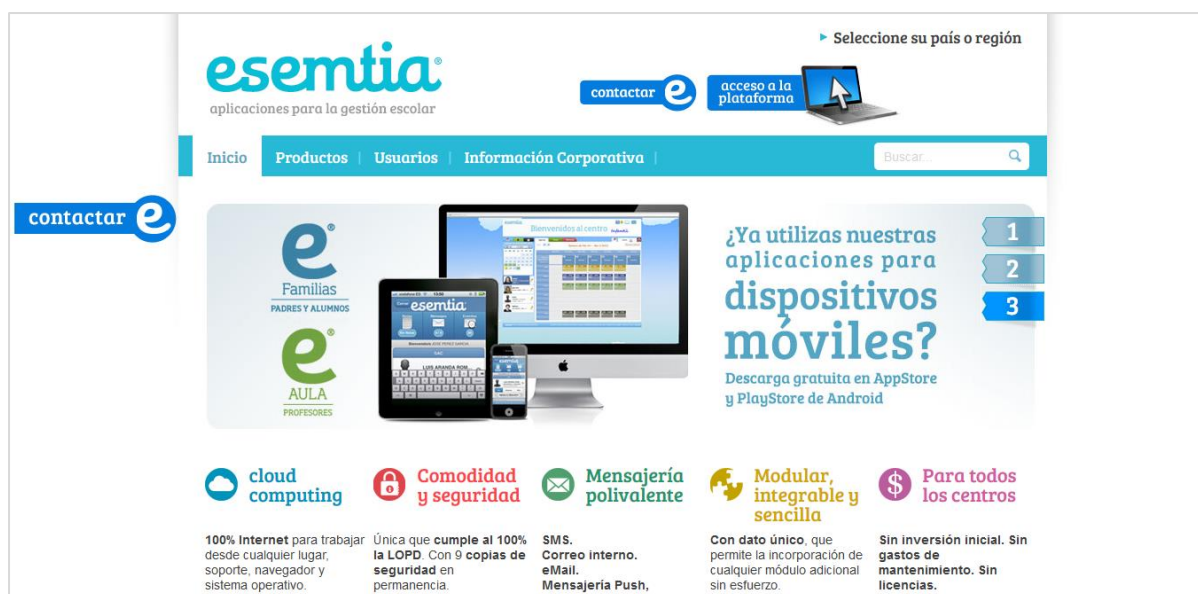 Seleccione su país o región
esemtia®
aplicaciones para la gestión escolar
contactar e
acceso a la
plataforma
Inicio Productos Usuarios Información Corporativa
Buscar...
contactar e
e®
Familias
PADRES Y ALUMNOS
e®
AULA
PROFESORES
Bienvenidos al centro
esemtia
LUIS ARANDA ROM...
¿Ya utilizas nuestras
aplicaciones para
dispositivos
móviles?
Descarga gratuita en AppStore
y PlayStore de Android
1
2
3
cloud
computing
100% Internet para trabajar
desde cualquier lugar,
soporte, navegador y
sistema operativo.
Comodidad
y seguridad
Única que cumple al 100%
la LOPD. Con 9 copias de
seguridad en
permanencia.
Mensajería
polivalente
SMS.
Correo interno.
eMail.
Mensajería Push,
Modular,
integrable y
sencilla
Con dato único, que
permite la incorporación de
cualquier módulo adicional
sin esfuerzo.
$
Para todos
los centros
Sin inversión inicial. Sin
gastos de
mantenimiento. Sin
licencias.